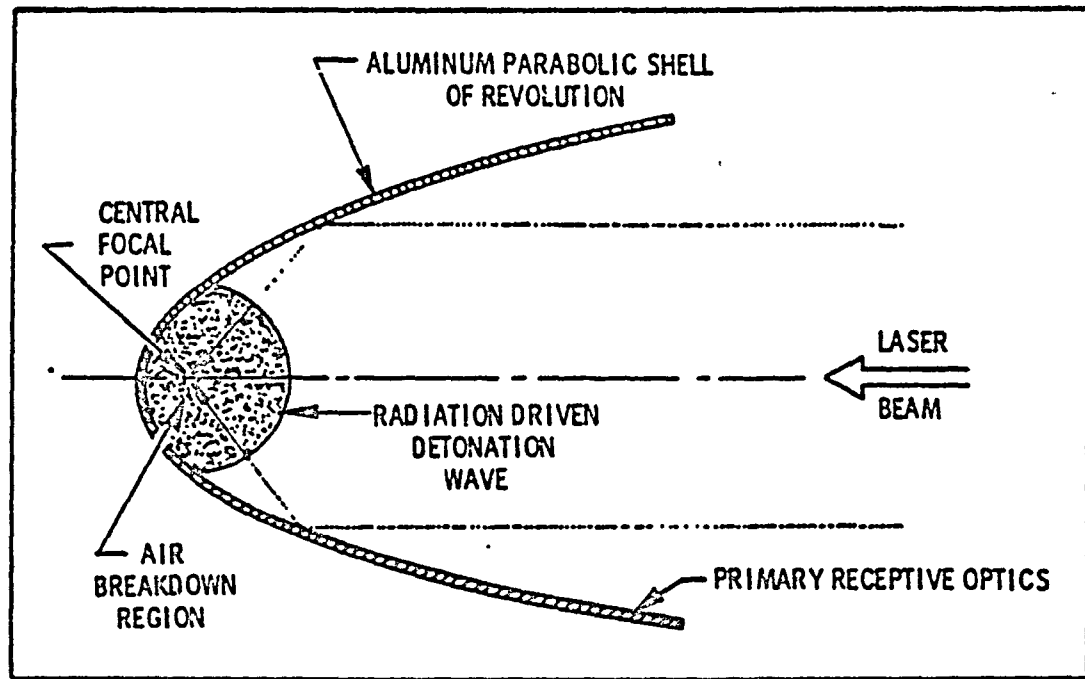 ALUMINUM PARABOLIC SHELL
OF REVOLUTION
CENTRAL
FOCAL
POINT
LASER
BEAM
RADIATION DRIVEN
DETONATION
WAVE
AIR
BREAKDOWN
REGION
PRIMARY RECEPTIVE OPTICS